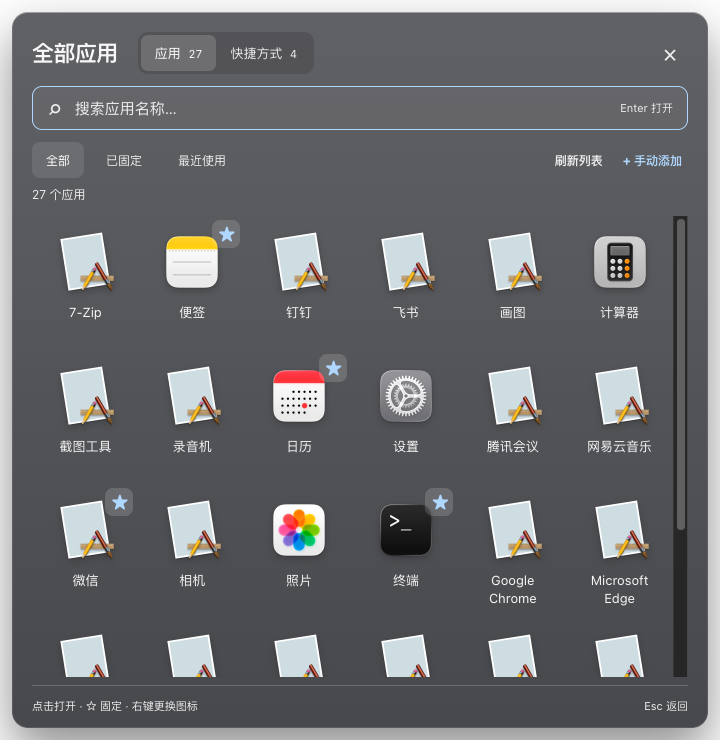 全部应用
应用 27
快捷方式 4
搜索应用名称...
Enter 打开
全部
已固定
最近使用
刷新列表
+ 手动添加
27 个应用
7-Zip
便签
钉钉
飞书
画图
计算器
截图工具
录音机
日历
设置
腾讯会议
网易云音乐
微信
相机
照片
>_
终端
Google
Chrome
Microsoft
Edge
点击打开 · ☆ 固定 · 右键更换图标
Esc 返回